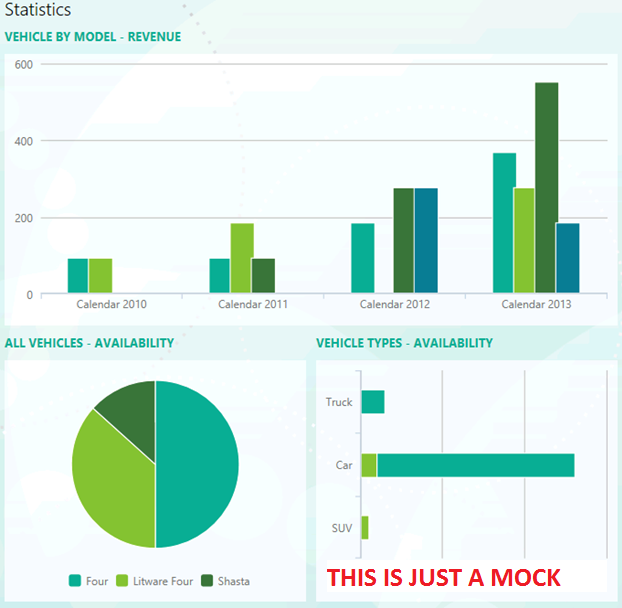 Statistics
VEHICLE BY MODEL - REVENUE
600
400
200
0
Calendar 2010 Calendar 2011 Calendar 2012 Calendar 2013
ALL VEHICLES - AVAILABILITY
Four Litware Four Shasta
VEHICLE TYPES - AVAILABILITY
Truck
Car
SUV
THIS IS JUST A MOCK